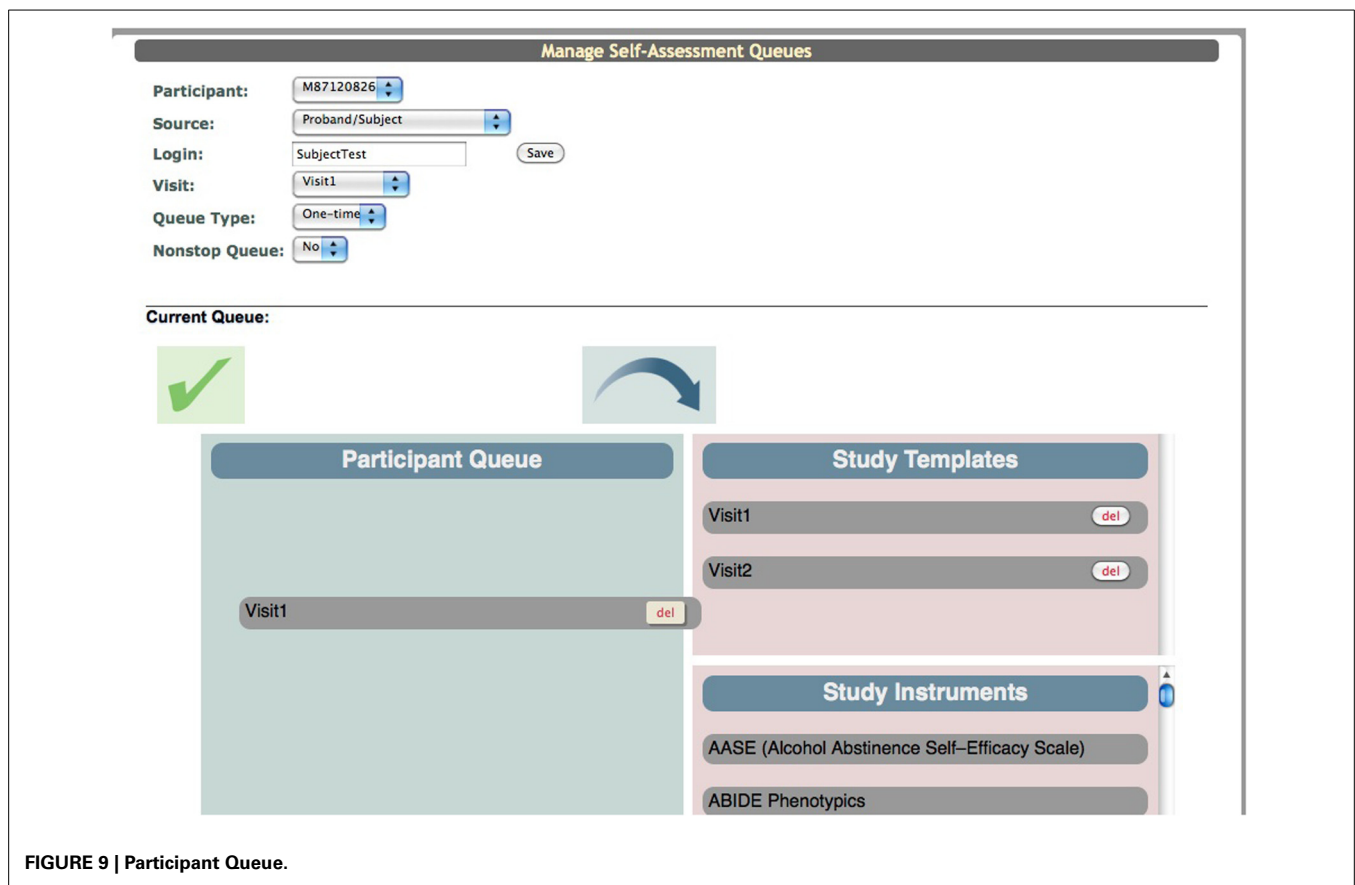 Manage Self-Assessment Queues
Participant: M87120826
Source: Proband/Subject
Login: SubjectTest Save
Visit: Visit1
Queue Type: One-time
Nonstop Queue: No
Current Queue:
Participant Queue
Visit1 del
Study Templates
Visit1 del
Visit2 del
Study Instruments
AASE (Alcohol Abstinence Self–Efficacy Scale)
ABIDE Phenotypics
FIGURE 9 | Participant Queue.